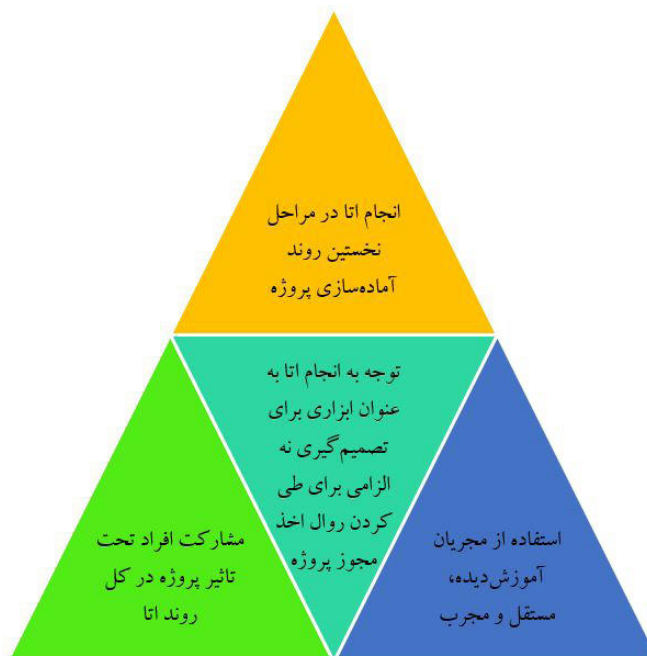 انجام اتا در مراحل
نخستین روند
آماده‌سازی پروژه
توجه به انجام اتا به
عنوان ابزاری برای
تصمیم‌گیری نه
الزامی برای طی
کردن روال اخذ
مجوز پروژه
استفاده از مجریان
آموزش‌دیده،
مستقل و مجرب
مشارکت افراد تحت
تاثیر پروژه در کل
روند اتا